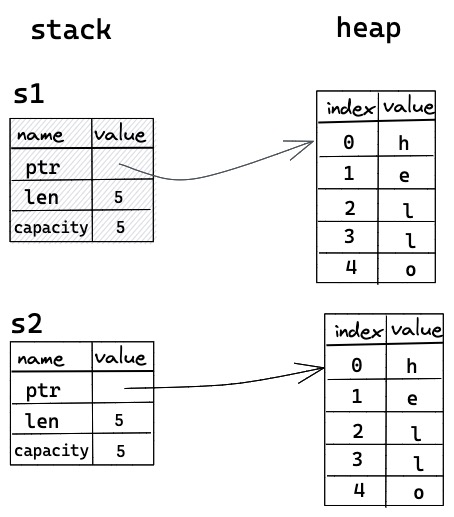 stack heap
s1
name value
ptr
len 5
capacity 5
index value
0 h
1 e
2 l
3 l
4 o
s2
name value
ptr
len 5
capacity 5
index value
0 h
1 e
2 l
3 l
4 o